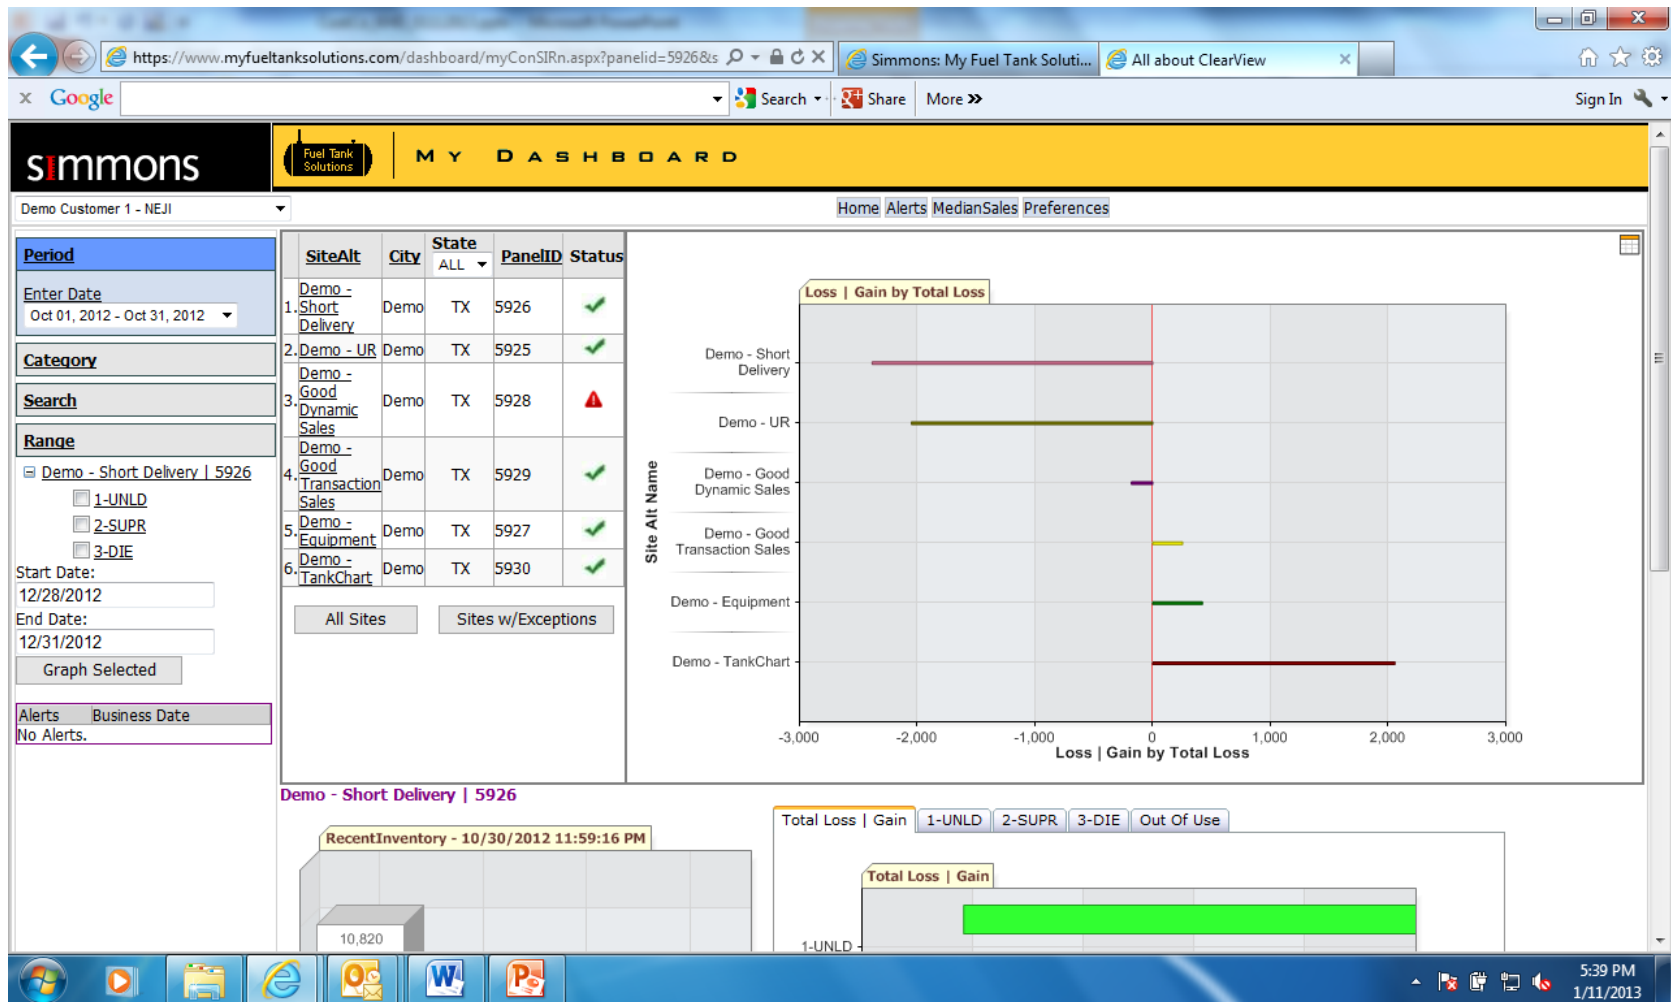 https://www.myfueltanksolutions.com/dashboard/myConSIRn.aspx?panelid=5926&s
Simmons: My Fuel Tank Soluti...
All about ClearView
Google
Search
Share
More »
Sign In
simmons
Fuel Tank
Solutions
MY DASHBOARD
Demo Customer 1 - NEJI
Home Alerts MedianSales Preferences
Period
Enter Date
Oct 01, 2012 - Oct 31, 2012
Category
Search
Range
Demo - Short Delivery | 5926
1-UNLD
2-SUPR
3-DIE
Start Date:
12/28/2012
End Date:
12/31/2012
Graph Selected
Alerts Business Date
No Alerts.
SiteAlt City State PanelID Status
ALL
1. Demo - Short Delivery Demo TX 5926
2. Demo - UR Demo TX 5925
3. Demo - Good Dynamic Sales Demo TX 5928
4. Demo - Good Transaction Sales Demo TX 5929
5. Demo - Equipment Demo TX 5927
6. Demo - TankChart Demo TX 5930
All Sites
Sites w/Exceptions
Loss | Gain by Total Loss
Site Alt Name
Demo - Short
Delivery
Demo - UR
Demo - Good
Dynamic Sales
Demo - Good
Transaction Sales
Demo - Equipment
Demo - TankChart
-3,000 -2,000 -1,000 0 1,000 2,000 3,000
Loss | Gain by Total Loss
Demo - Short Delivery | 5926
RecentInventory - 10/30/2012 11:59:16 PM
10,820
Total Loss | Gain
1-UNLD
2-SUPR
3-DIE
Out Of Use
Total Loss | Gain
1-UNLD
5:39 PM
1/11/2013